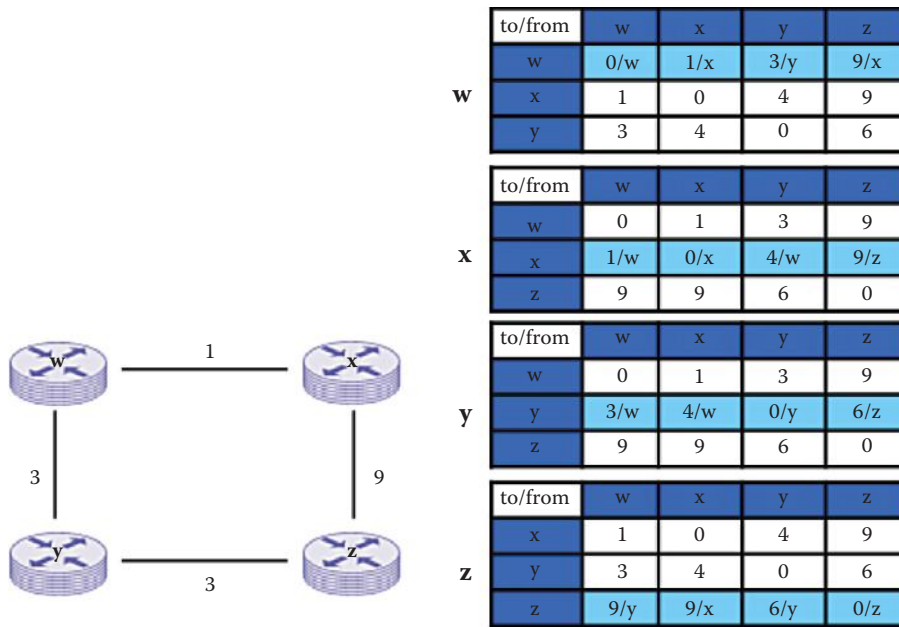 to/from w x y z
w 0/w 1/x 3/y 9/x
x 1 0 4 9
y 3 4 0 6
w
to/from w x y z
w 0 1 3 9
x 1/w 0/x 4/w 9/z
z 9 9 6 0
x
to/from w x y z
w 0 1 3 9
y 3/w 4/w 0/y 6/z
z 9 9 6 0
y
to/from w x y z
x 1 0 4 9
y 3 4 0 6
z 9/y 9/x 6/y 0/z
z
w 1 x
3 9
y 3 z